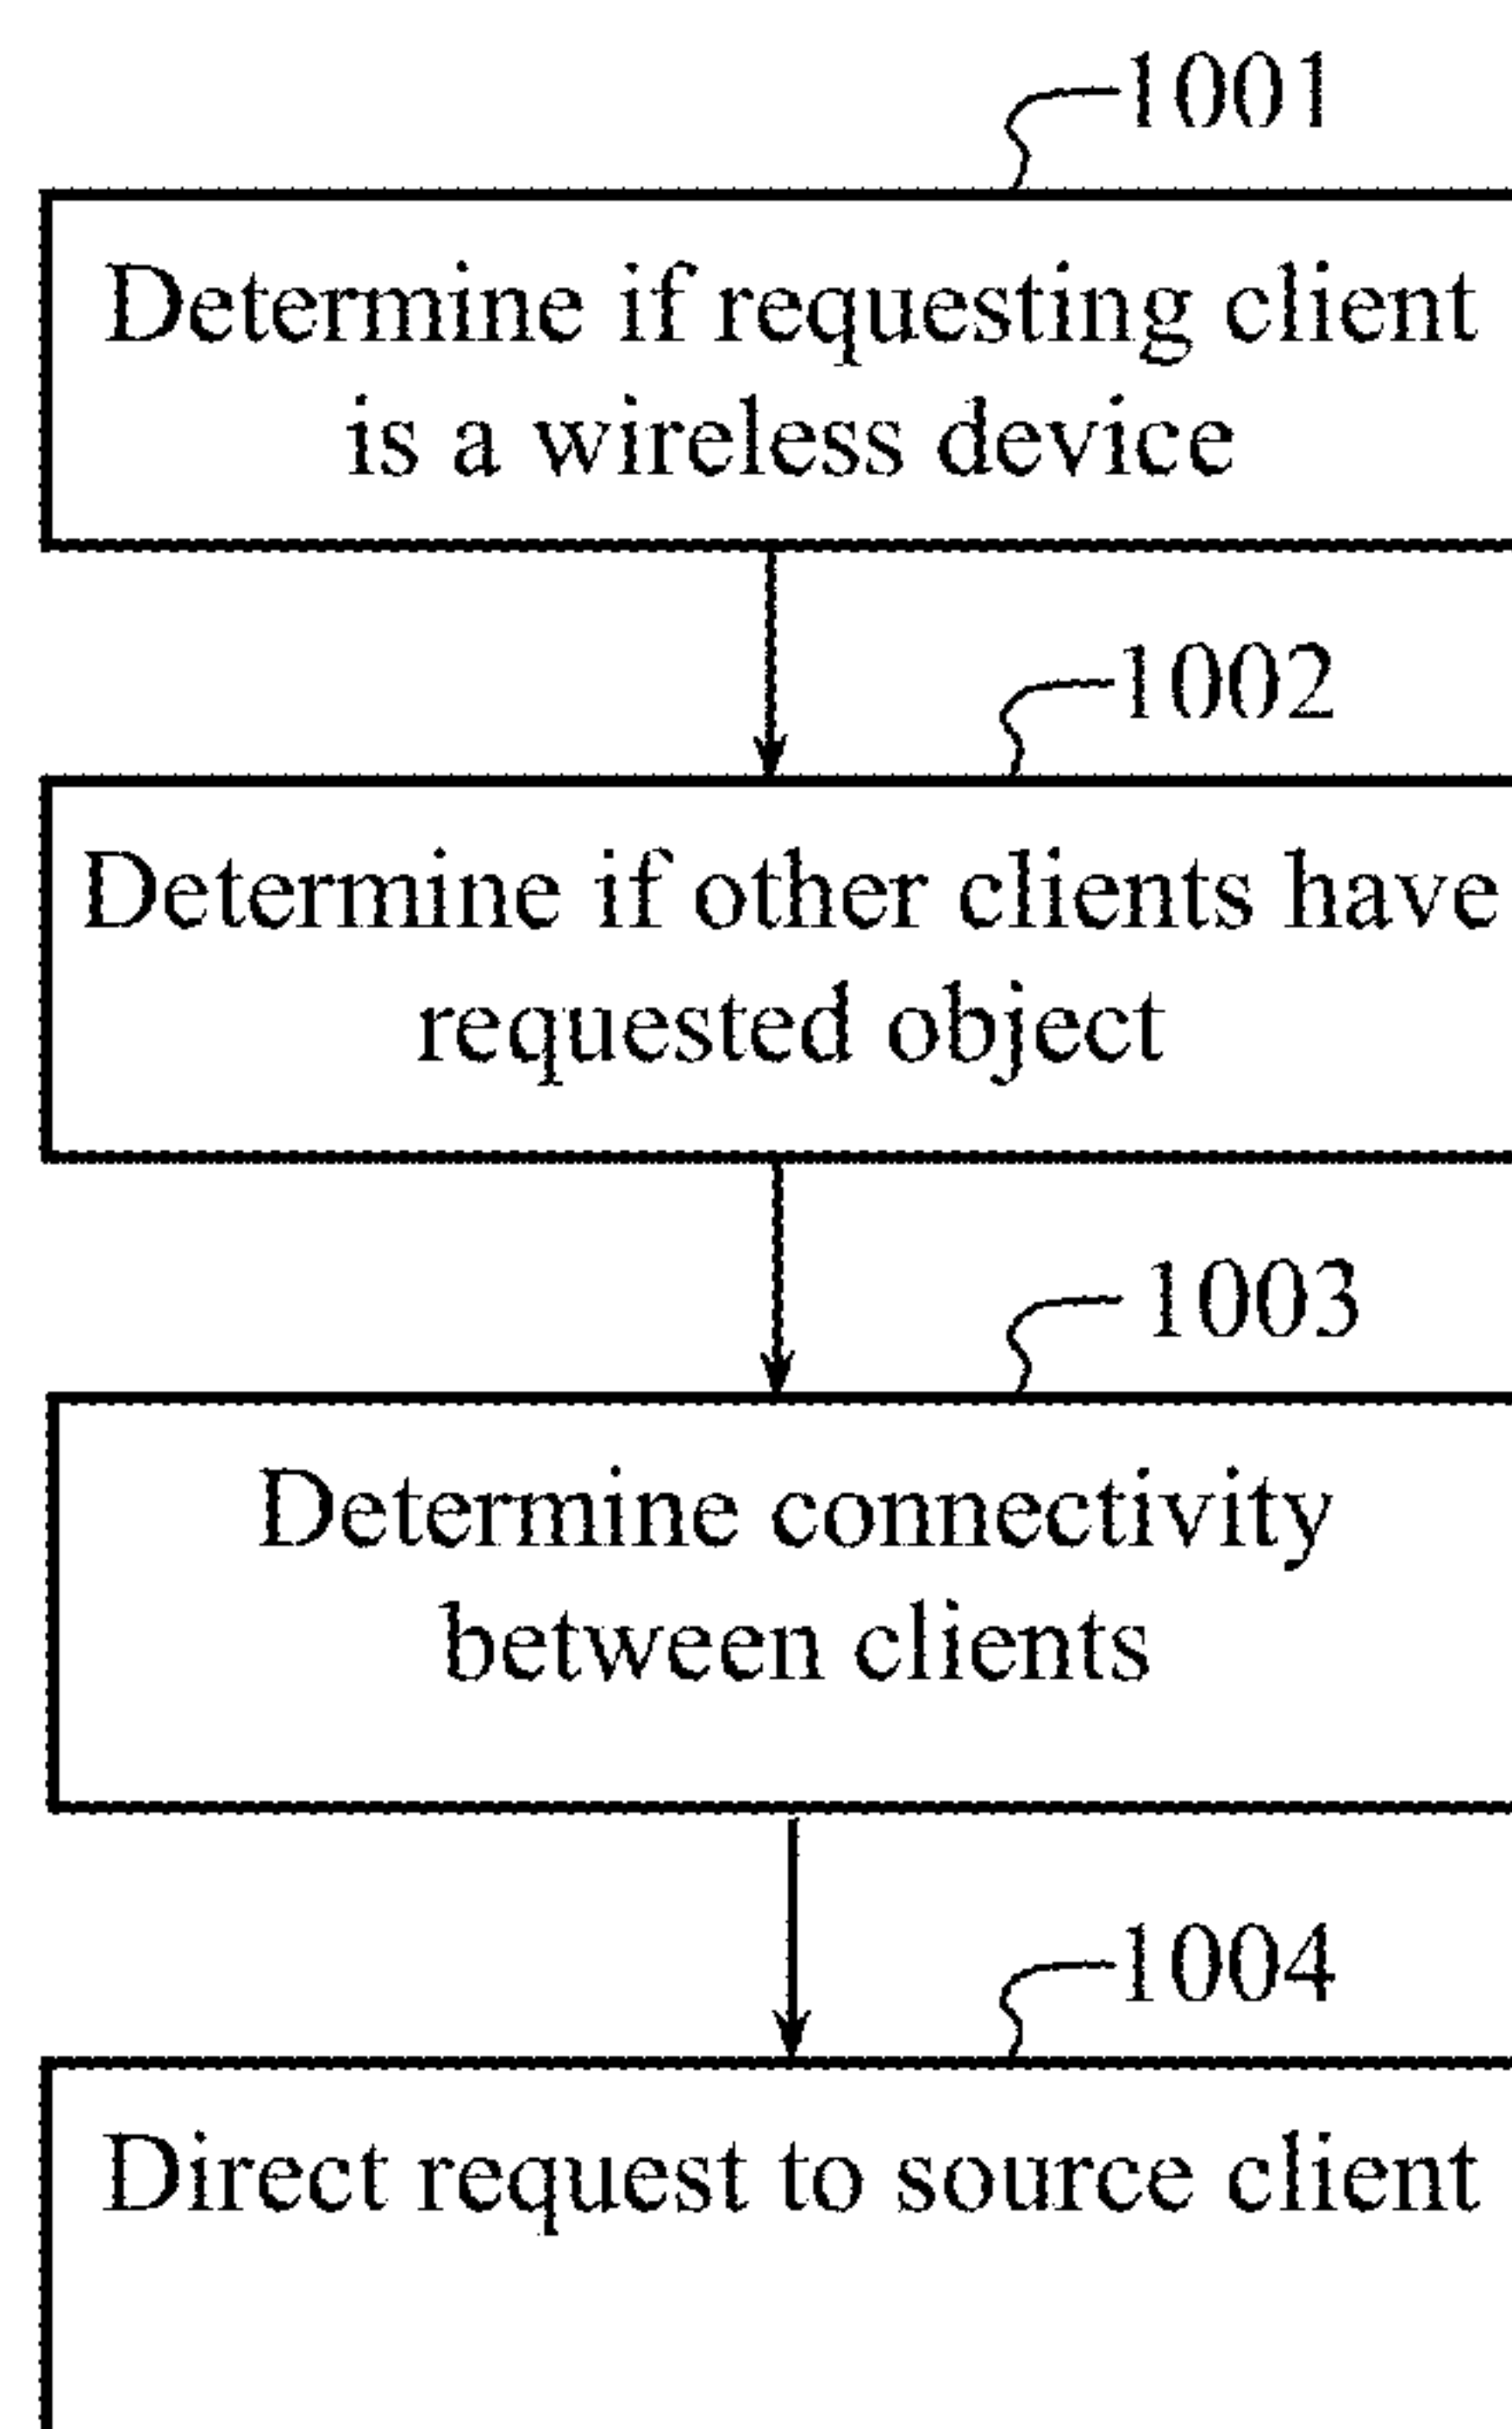 1001
Determine if requesting client
is a wireless device
1002
Determine if other clients have
requested object
1003
Determine connectivity
between clients
1004
Direct request to source client